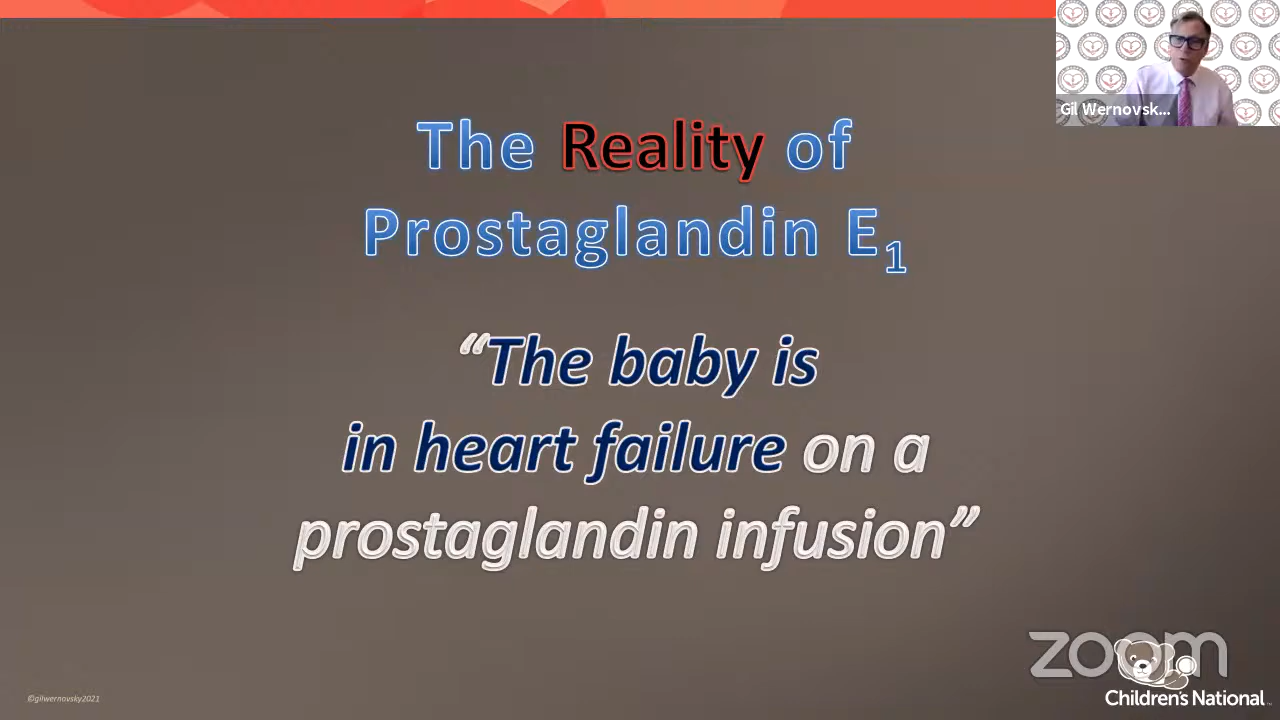 Gil Wernovsk...
The Reality of
Prostaglandin E₁
“The baby is
in heart failure on a
prostaglandin infusion”
zoom
Children's National
©gilwernovsky2021